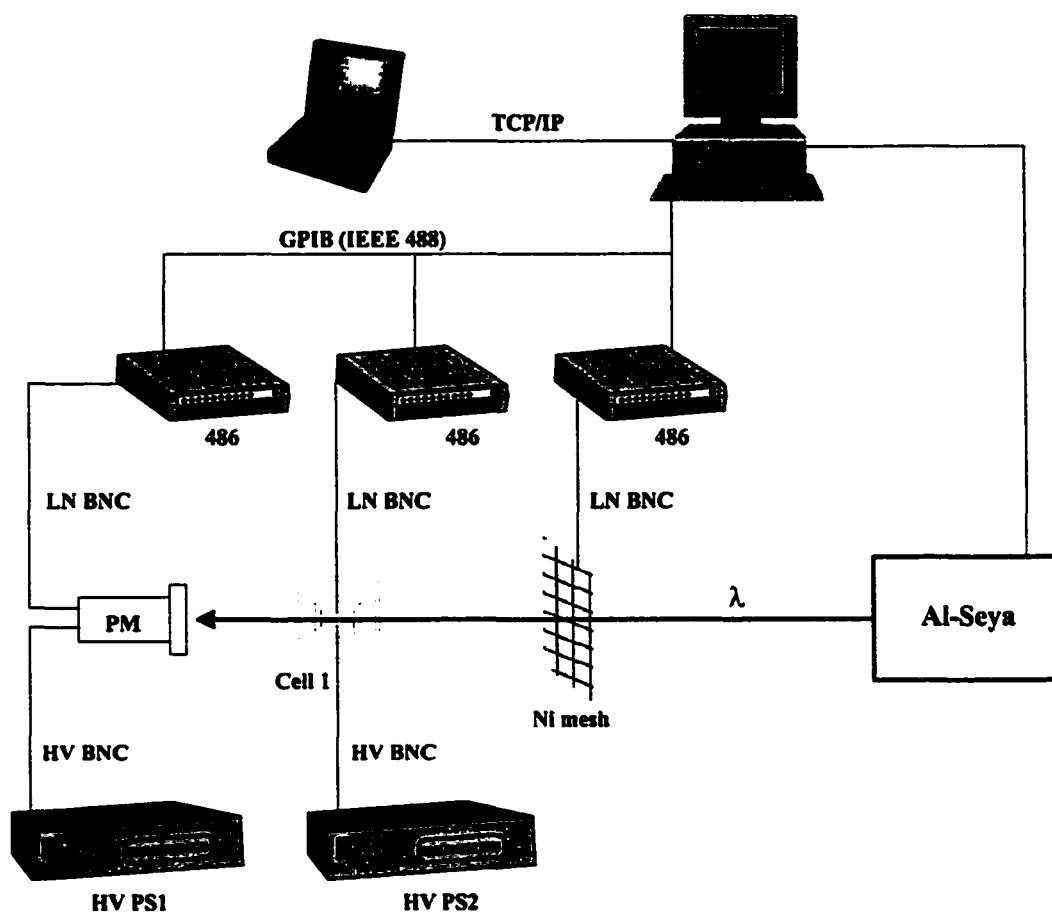 TCP/IP
GPIB (IEEE 488)
486
486
486
LN BNC
LN BNC
LN BNC
λ
PM
Al-Seya
Cell 1
Ni mesh
HV BNC
HV BNC
HV PS1
HV PS2